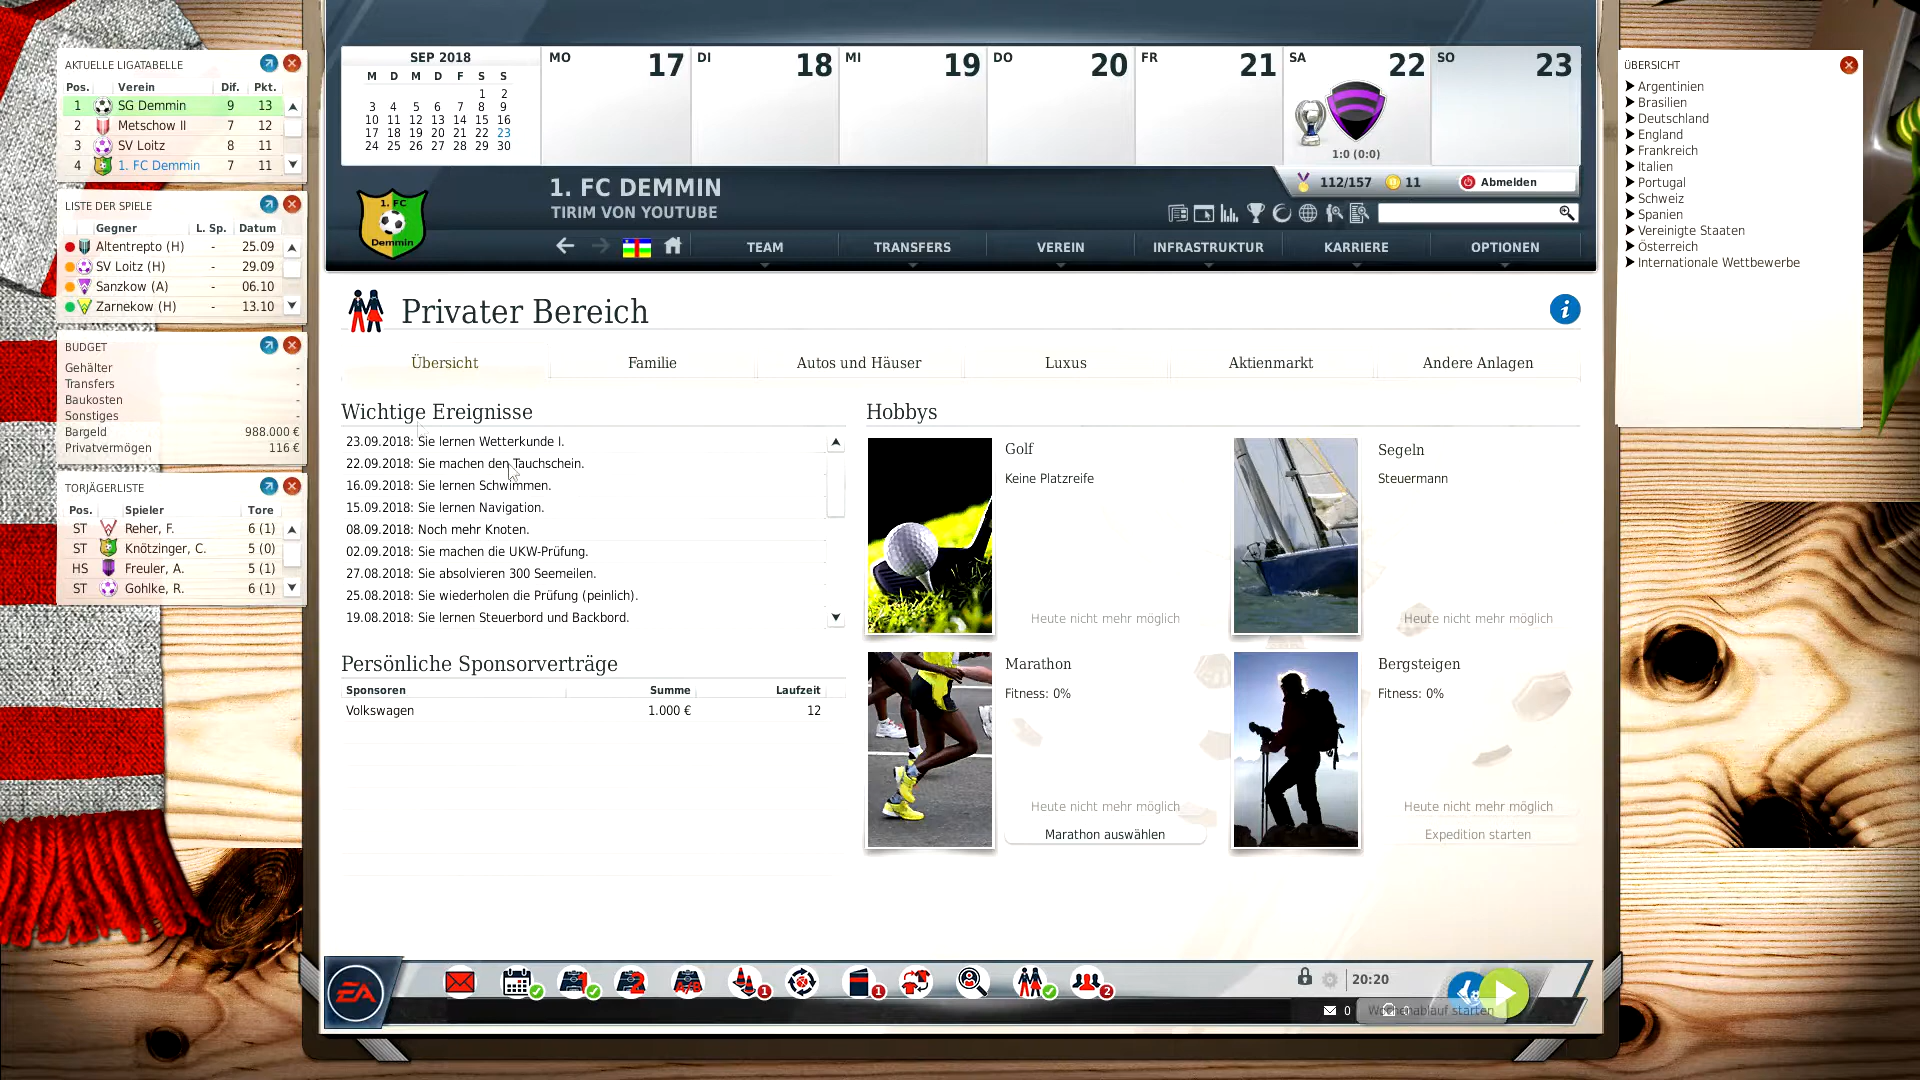 AKTUELLE LIGATABELLE
Pos. Verein Dif. Pkt.
1 SG Demmin 9 13
2 Metschow II 7 12
3 SV Loitz 8 11
4 1. FC Demmin 7 11
LISTE DER SPIELE
Gegner L. Sp. Datum
Altentrepto (H) - 25.09
SV Loitz (H) - 29.09
Sanzkow (A) - 06.10
Zarnekow (H) - 13.10
BUDGET
Gehälter -
Transfers -
Baukosten -
Sonstiges -
Bargeld 988.000 €
Privatvermögen 116 €
TORJÄGERLISTE
Pos. Spieler Tore
ST Reher, F. 6 (1)
ST Knötzinger, C. 5 (0)
HS Freuler, A. 5 (1)
ST Gohlke, R. 6 (1)
SEP 2018
M D M D F S S
1 2
3 4 5 6 7 8 9
10 11 12 13 14 15 16
17 18 19 20 21 22 23
24 25 26 27 28 29 30
MO 17 DI 18 MI 19 DO 20 FR 21 SA 22 SO 23
1:0 (0:0)
1. FC DEMMIN
TIRIM VON YOUTUBE
112/157 11 Abmelden
1. FC
Demmin
TEAM TRANSFERS VEREIN INFRASTRUKTUR KARRIERE OPTIONEN
Privater Bereich
i
Übersicht Familie Autos und Häuser Luxus Aktienmarkt Andere Anlagen
Wichtige Ereignisse
23.09.2018: Sie lernen Wetterkunde I.
22.09.2018: Sie machen den Tauchschein.
16.09.2018: Sie lernen Schwimmen.
15.09.2018: Sie lernen Navigation.
08.09.2018: Noch mehr Knoten.
02.09.2018: Sie machen die UKW-Prüfung.
27.08.2018: Sie absolvieren 300 Seemeilen.
25.08.2018: Sie wiederholen die Prüfung (peinlich).
19.08.2018: Sie lernen Steuerbord und Backbord.
Persönliche Sponsorverträge
Sponsoren Summe Laufzeit
Volkswagen 1.000 € 12
Hobbys
Golf
Keine Platzreife
Heute nicht mehr möglich
Segeln
Steuermann
Heute nicht mehr möglich
Marathon
Fitness: 0%
Heute nicht mehr möglich
Marathon auswählen
Bergsteigen
Fitness: 0%
Heute nicht mehr möglich
Expedition starten
ÜBERSICHT
Argentinien
Brasilien
Deutschland
England
Frankreich
Italien
Portugal
Schweiz
Spanien
Vereinigte Staaten
Österreich
Internationale Wettbewerbe
EA
1 2 A/B 1 1 2
20:20
0 0
Wochenablauf starten